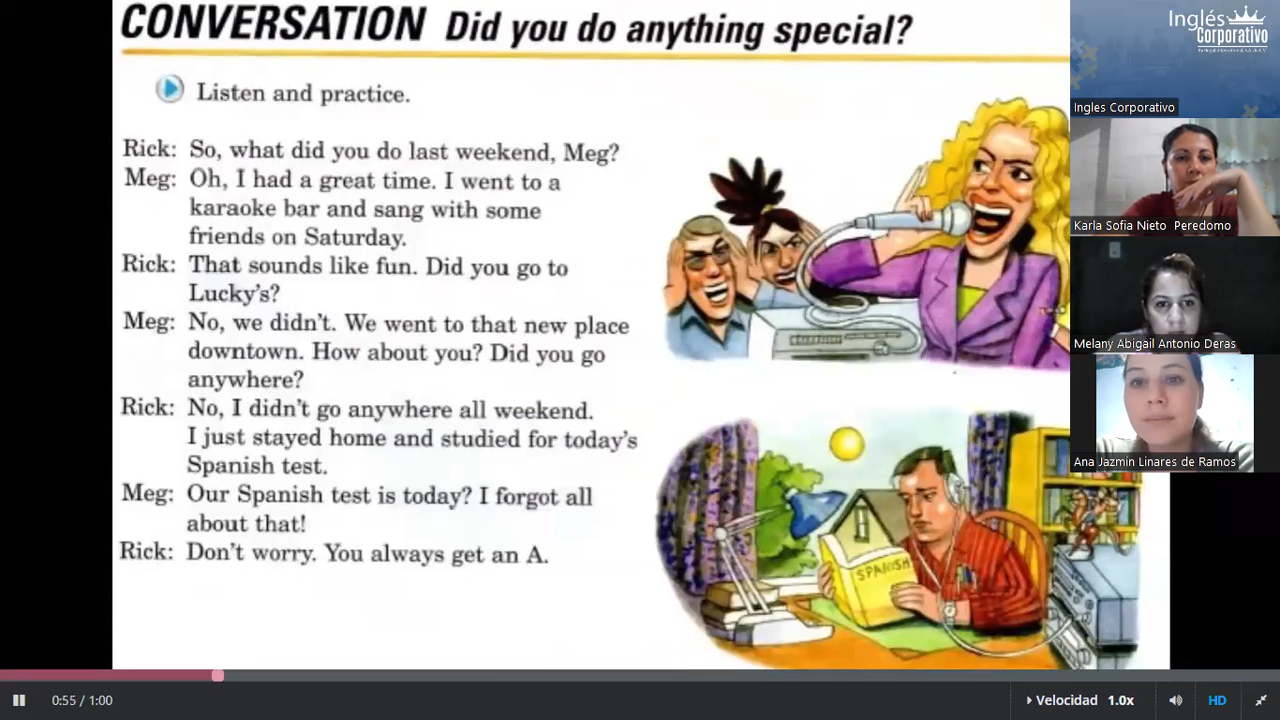 CONVERSATION Did you do anything special?
Listen and practice.
Rick: So, what did you do last weekend, Meg?
Meg: Oh, I had a great time. I went to a
karaoke bar and sang with some
friends on Saturday.
Rick: That sounds like fun. Did you go to
Lucky's?
Meg: No, we didn't. We went to that new place
downtown. How about you? Did you go
anywhere?
Rick: No, I didn't go anywhere all weekend.
I just stayed home and studied for today's
Spanish test.
Meg: Our Spanish test is today? I forgot all
about that!
Rick: Don't worry. You always get an A.
SPANISH
Inglés
Corporativo
Ingles Corporativo
Karla Sofia Nieto Peredomo
Melany Abigail Antonio Deras
Ana Jazmin Linares de Ramos
0:55 / 1:00
Velocidad 1.0x
HD